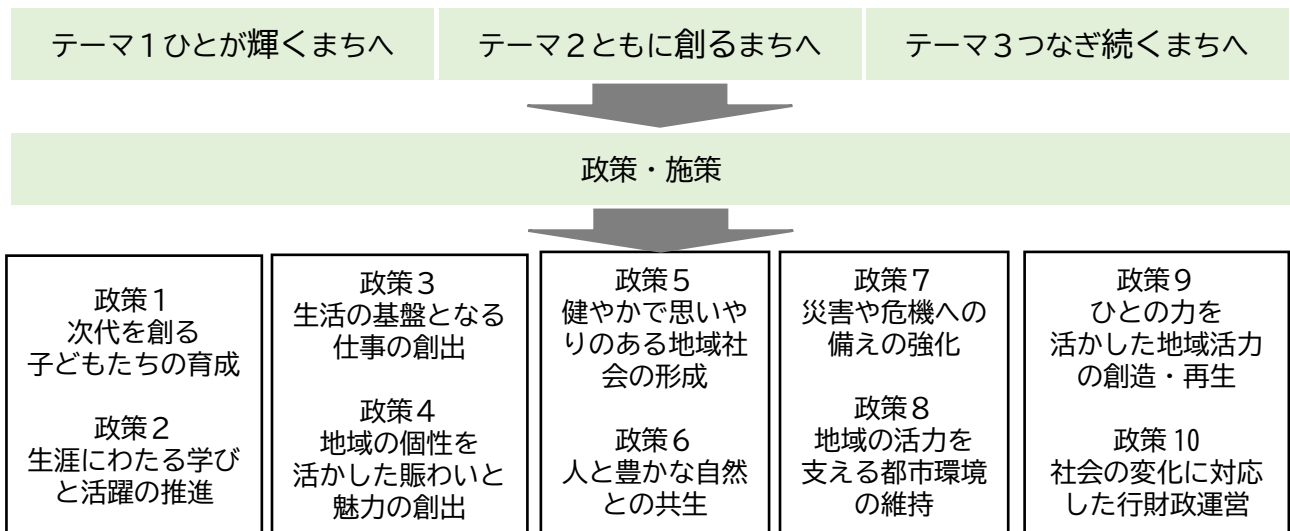 テーマ1ひとが輝くまちへ
テーマ2ともに創るまちへ
テーマ3つなぎ続くまちへ
政策・施策
政策1
次代を創る
子どもたちの育成
政策2
生涯にわたる学び
と活躍の推進
政策3
生活の基盤となる
仕事の創出
政策4
地域の個性を
活かした賑わいと
魅力の創出
政策5
健やかで思いや
りのある地域社
会の形成
政策6
人と豊かな自然
との共生
政策7
災害や危機への
備えの強化
政策8
地域の活力を
支える都市環境
の維持
政策9
ひとの力を
活かした地域活力
の創造・再生
政策10
社会の変化に対応
した行財政運営